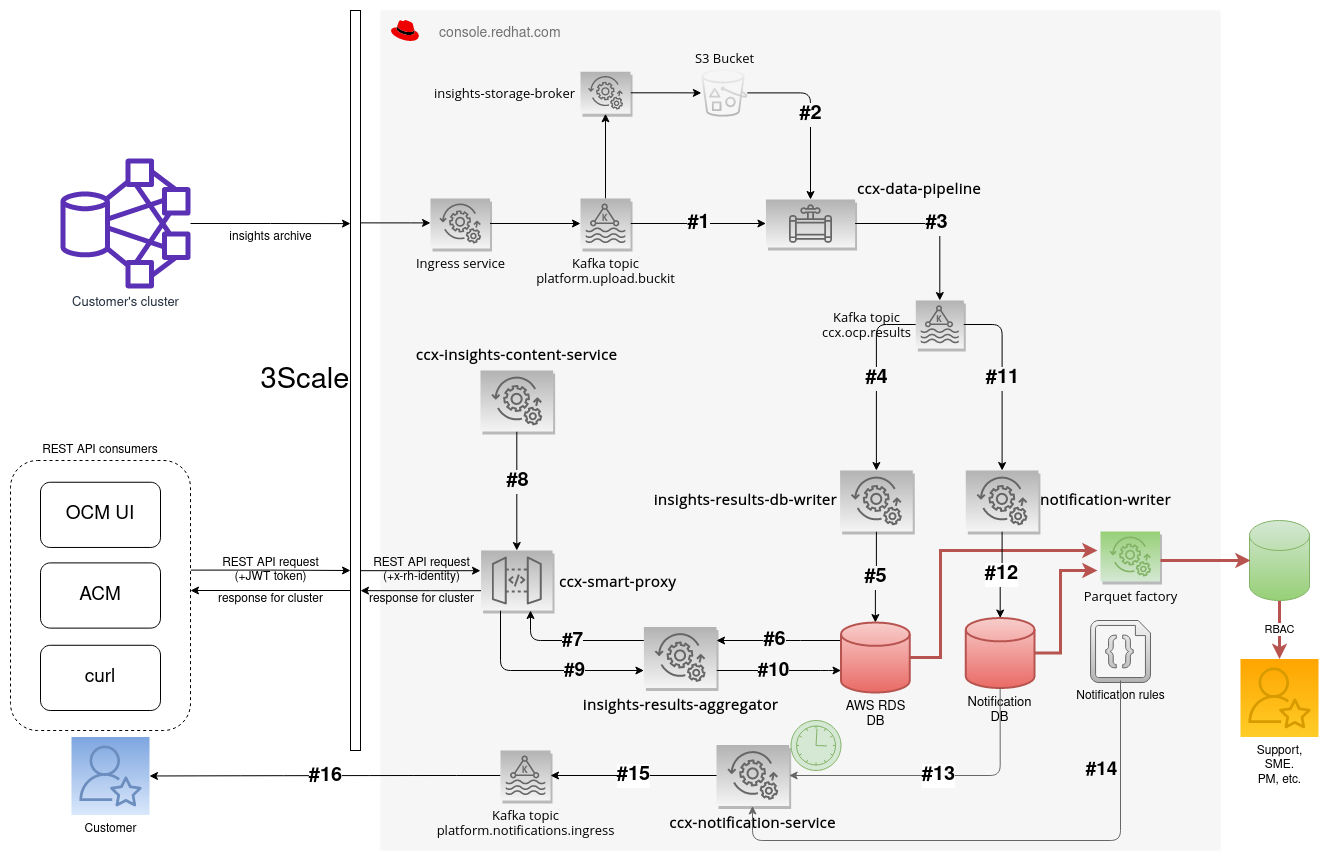 console.redhat.com
S3 Bucket
insights-storage-broker
#2
ccx-data-pipeline
#1
#3
insights archive
Ingress service
Kafka topic
platform.upload.buckit
K
Customer's cluster
Kafka topic
ccx.ocp.results
K
ccx-insights-content-service
3Scale
#4
#11
REST API consumers
#8
insights-results-db-writer
notification-writer
OCM UI
ACM
curl
REST API request
(+JWT token)
response for cluster
REST API request
(+x-rh-identity)
response for cluster
</>
ccx-smart-proxy
#5
#12
Parquet factory
RBAC
#7
#6
#9
#10
{}
insights-results-aggregator
AWS RDS
DB
Notification
DB
Notification rules
#16
K
#15
#13
#14
Support,
SME.
PM, etc.
Customer
Kafka topic
platform.notifications.ingress
ccx-notification-service